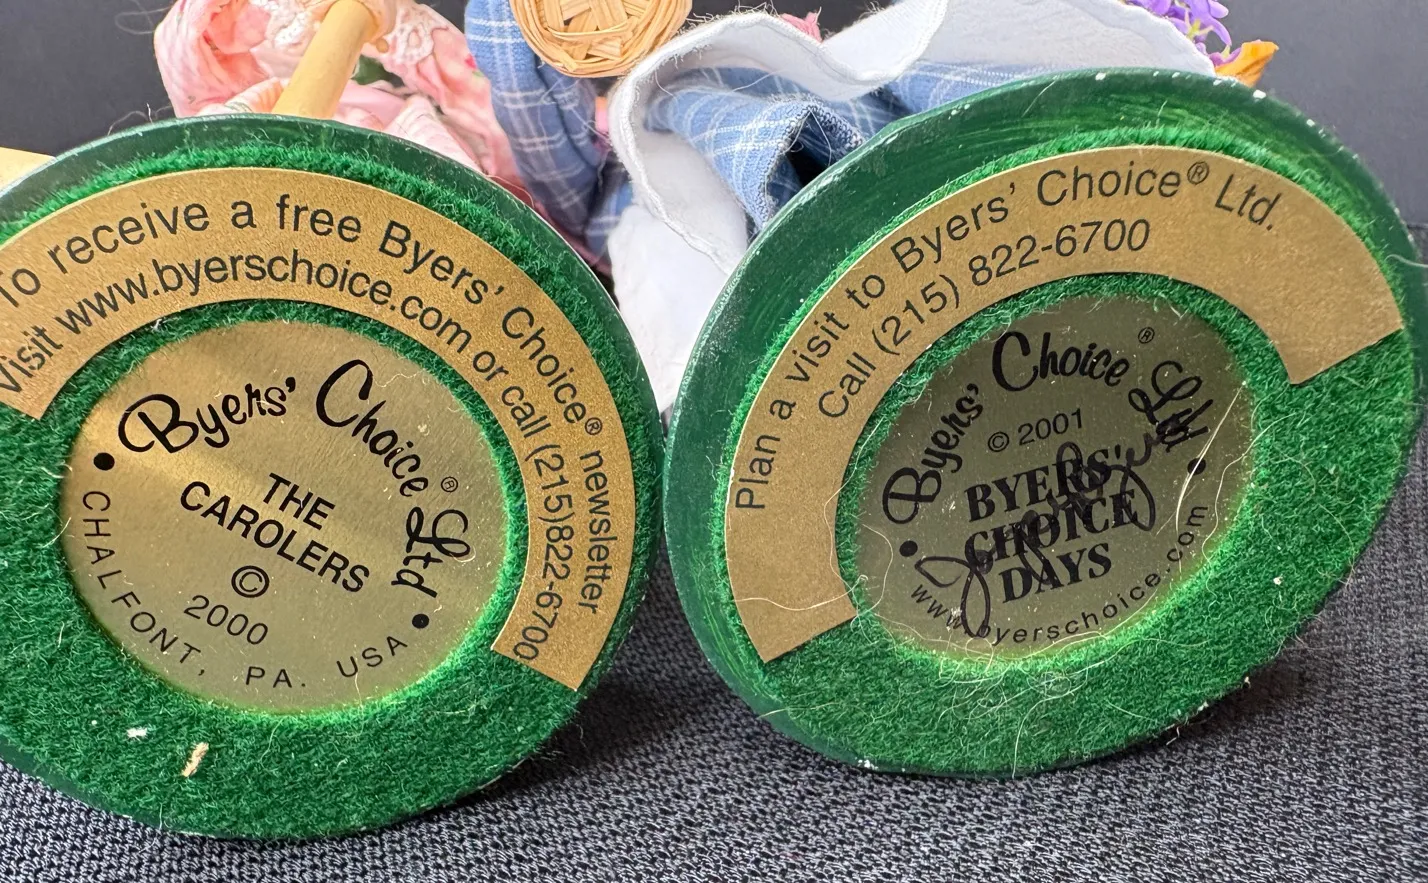 To receive a free Byers' Choice® newsletter
Visit www.byerschoice.com or call (215)822-6700
Byers' Choice® Ltd
THE
CAROLERS
©
2000
CHALFONT, PA. USA
Plan a visit to Byers' Choice® Ltd.
Call (215) 822-6700
Byers' Choice® Ltd
© 2001
BYERS'
CHOICE
DAYS
www.byerschoice.com